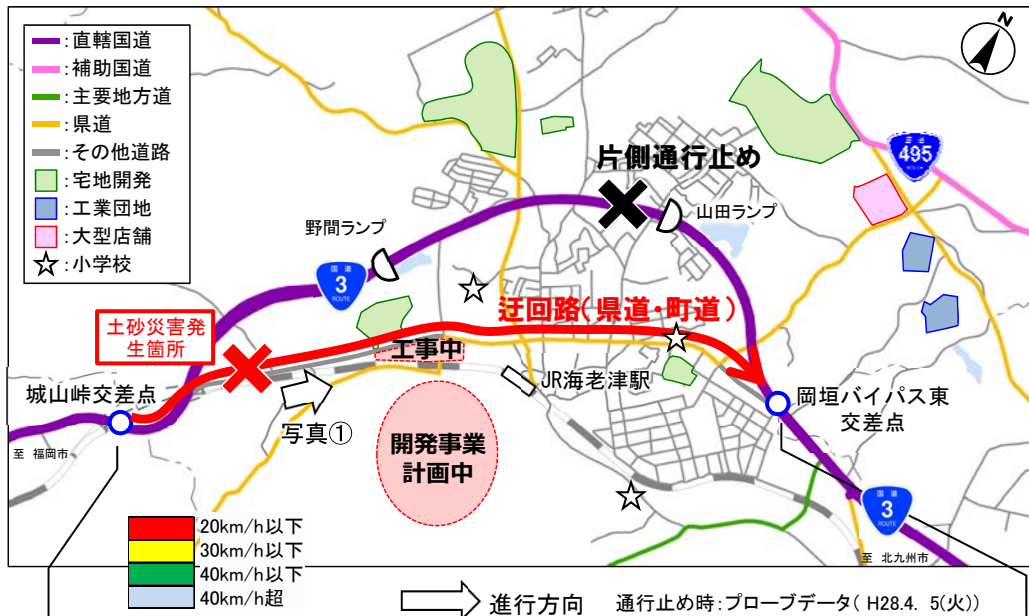 ：直轄国道
：補助国道
：主要地方道
：県道
：その他道路
：宅地開発
：工業団地
：大型店舗
：小学校
N
片側通行止め
495
野間ランプ
山田ランプ
国道
3
ROUTE
迂回路（県道・町道）
土砂災害発
生箇所
工事中
JR海老津駅
城山峠交差点
岡垣バイパス東
交差点
写真①
開発事業
計画中
至 福岡市
国道
3
ROUTE
20km/h以下
30km/h以下
40km/h以下
40km/h超
至 北九州市
進行方向
通行止め時：プローブデータ（H28.4. 5(火)）